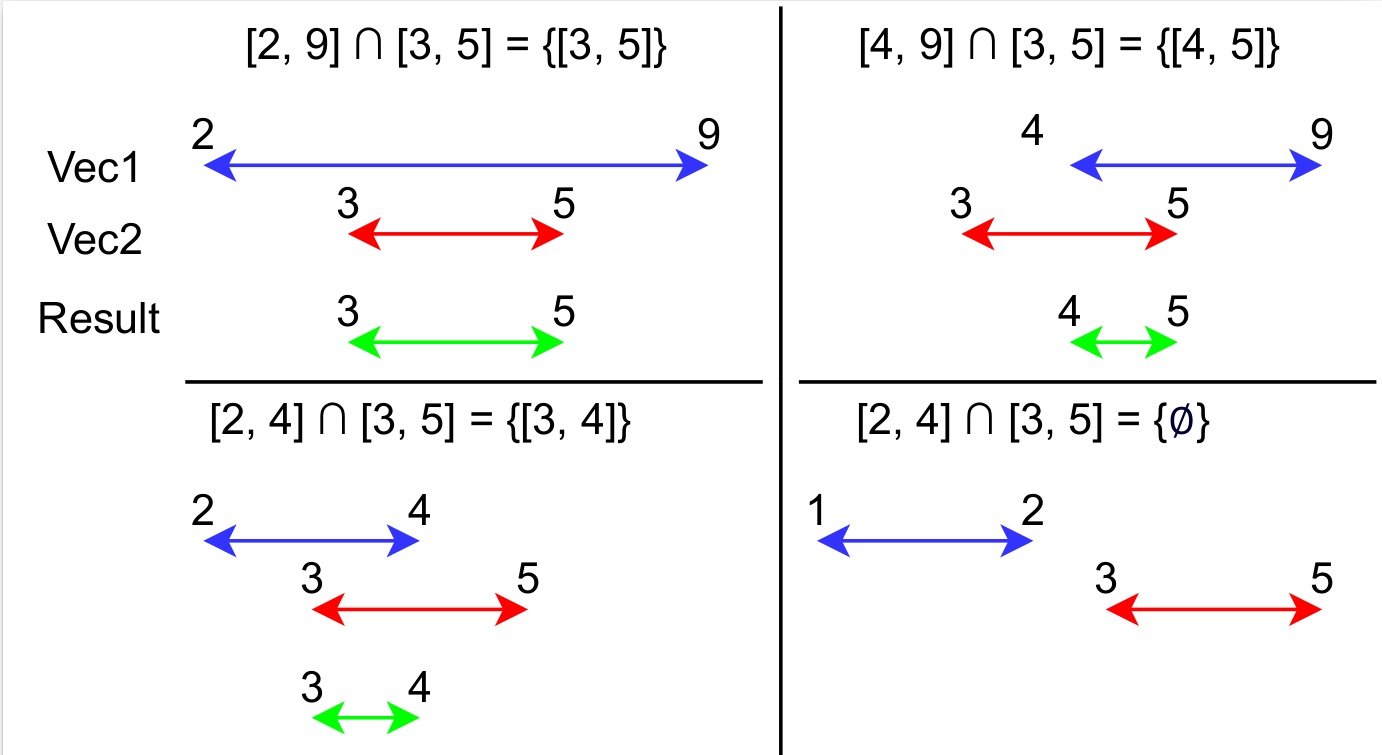 [2, 9] ∩ [3, 5] = {[3, 5]}
2 9
Vec1
3 5
Vec2
3 5
Result
[4, 9] ∩ [3, 5] = {[4, 5]}
4 9
3 5
4 5
[2, 4] ∩ [3, 5] = {[3, 4]}
2 4
3 5
3 4
[2, 4] ∩ [3, 5] = {∅}
1 2
3 5